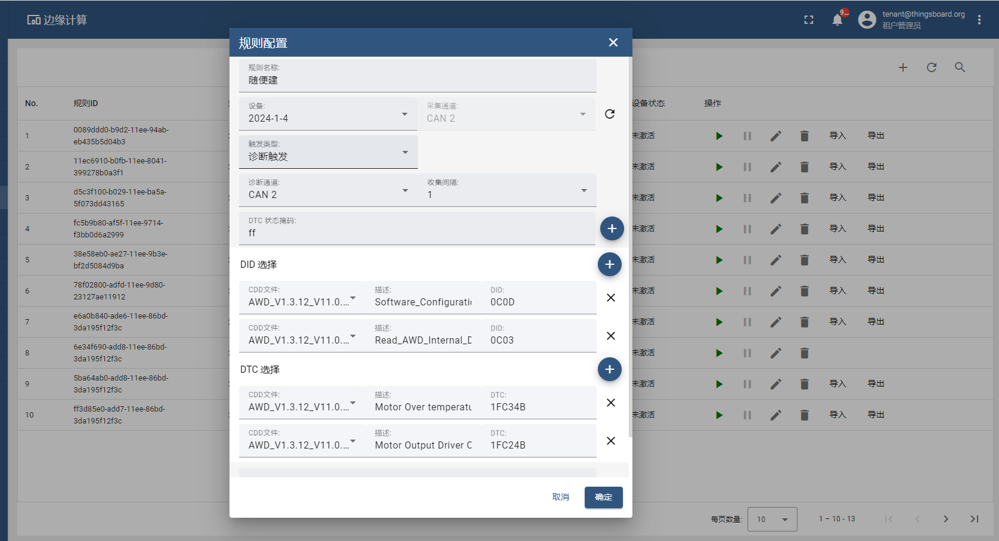 边缘计算
9...
tenant@thingsboard.org
租户管理员
规则配置
规则名称:
随便建
设备:
2024-1-4
采集通道:
CAN 2
触发类型:
诊断触发
诊断通道:
CAN 2
收集间隔:
1
DTC 状态掩码:
ff
DID 选择
CDD文件: 描述: DID:
AWD_V1.3.12_V11.0.... Software_Configuratio 0C0D
CDD文件: 描述: DID:
AWD_V1.3.12_V11.0.... Read_AWD_Internal_D 0C03
DTC 选择
CDD文件: 描述: DTC:
AWD_V1.3.12_V11.0.... Motor Over temperatu 1FC34B
CDD文件: 描述: DTC:
AWD_V1.3.12_V11.0.... Motor Output Driver C 1FC24B
取消 确定
No. 规则ID 设备状态 操作
1 0089ddd0-b9d2-11ee-94ab-
eb435b5d04b3 未激活 导入 导出
2 11ec6910-b0fb-11ee-8041-
399278b0a3f1 未激活 导入 导出
3 d5c3f100-b029-11ee-ba5a-
5f073dd43165 未激活 导入 导出
4 fc5b9b80-af5f-11ee-9714-
f3bb0d6a2999 未激活 导入 导出
5 38e58eb0-ae27-11ee-9b3e-
bf2d5084d9ba 未激活 导入 导出
6 78f02800-adfd-11ee-9d80-
23127ae11912 未激活 导入 导出
7 e6a0b840-ade6-11ee-86bd-
3da195f12f3c 未激活 导入 导出
8 6e34f690-add8-11ee-86bd-
3da195f12f3c 未激活
9 5ba64ab0-add8-11ee-86bd-
3da195f12f3c 未激活 导入 导出
10 ff3d85e0-add7-11ee-86bd-
3da195f12f3c 未激活 导入 导出
每页数量: 10 1 – 10 - 13